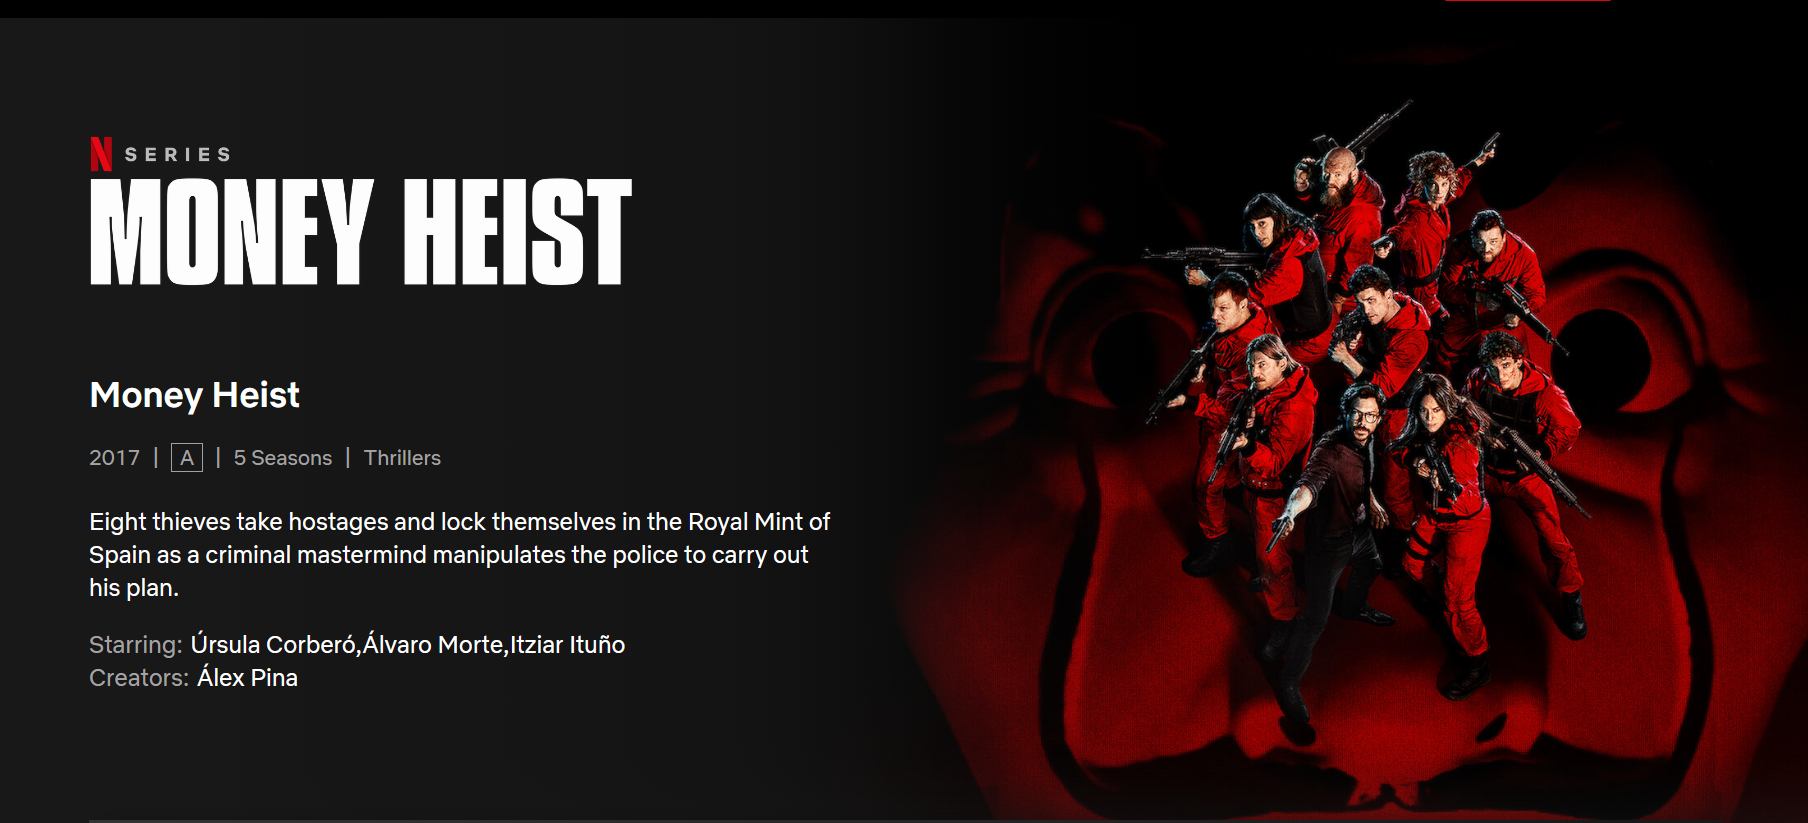 N SERIES
MONEY HEIST
Money Heist
2017 | A | 5 Seasons | Thrillers
Eight thieves take hostages and lock themselves in the Royal Mint of
Spain as a criminal mastermind manipulates the police to carry out
his plan.
Starring: Úrsula Corberó,Álvaro Morte,Itziar Ituño
Creators: Álex Pina